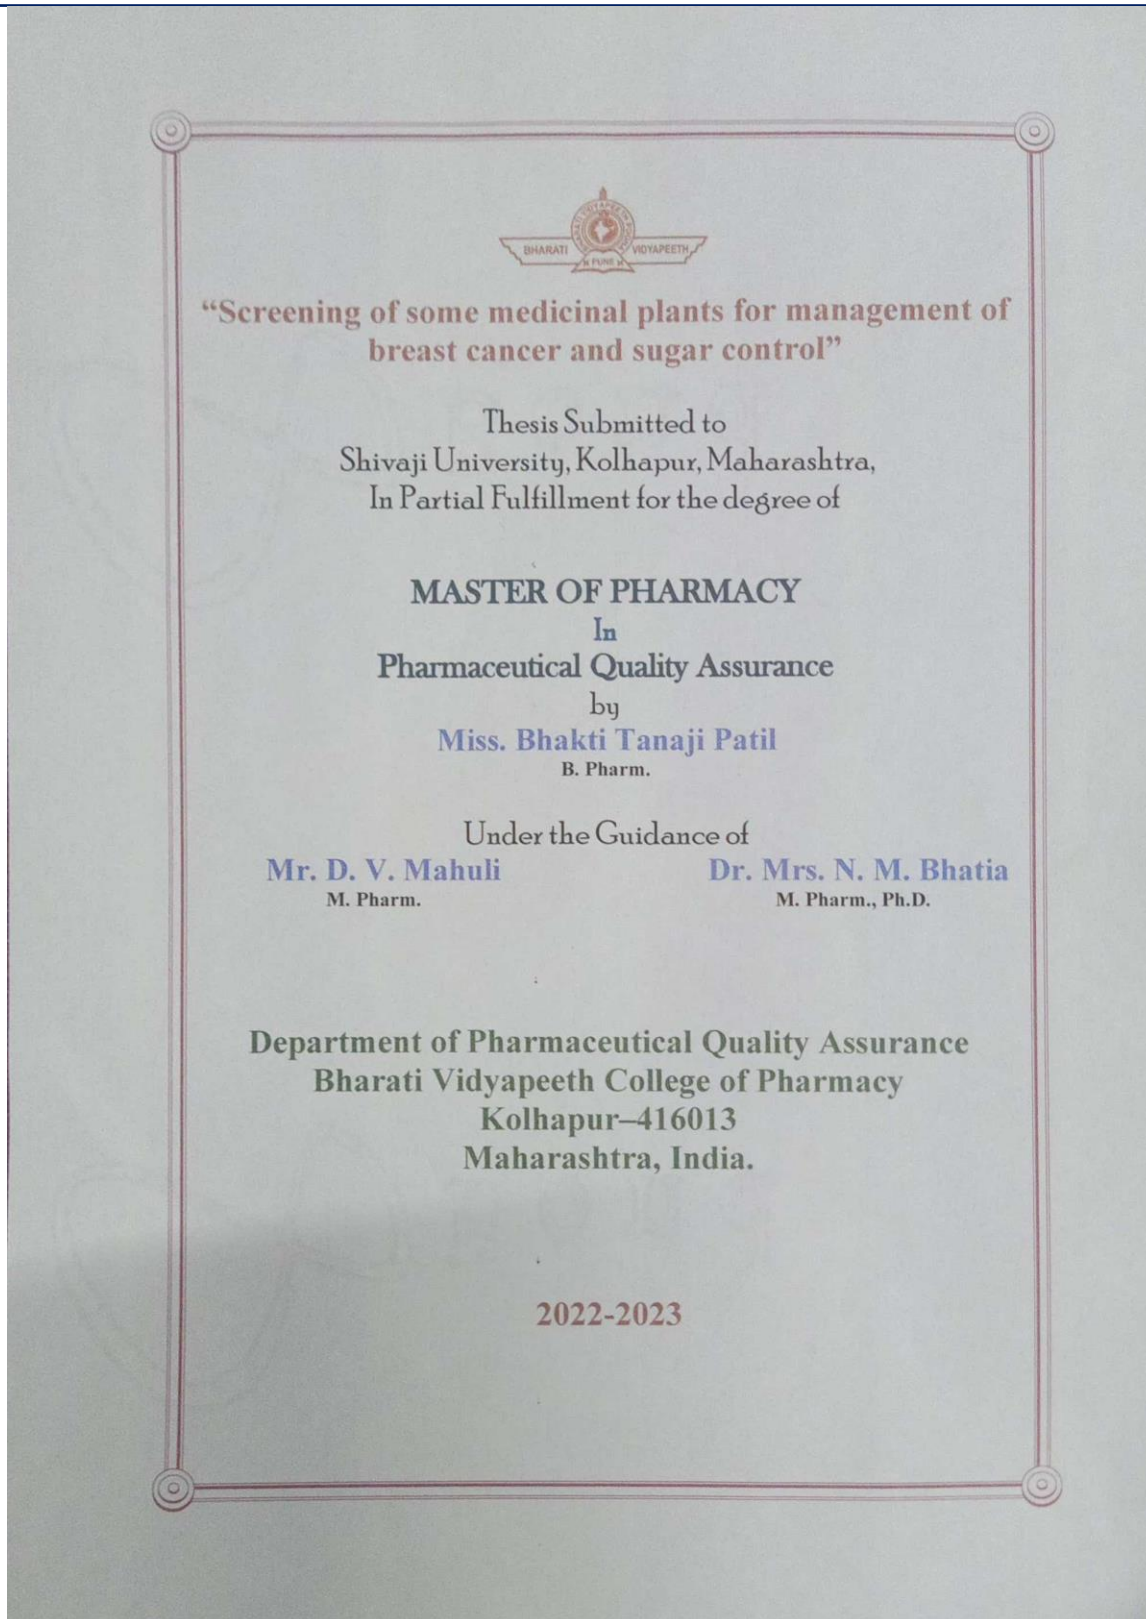 BHARATI VIDYAPEETH
PUNE
“Screening of some medicinal plants for management of
breast cancer and sugar control”
Thesis Submitted to
Shivaji University, Kolhapur, Maharashtra,
In Partial Fulfillment for the degree of
MASTER OF PHARMACY
In
Pharmaceutical Quality Assurance
by
Miss. Bhakti Tanaji Patil
B. Pharm.
Under the Guidance of
Mr. D. V. Mahuli Dr. Mrs. N. M. Bhatia
M. Pharm. M. Pharm., Ph.D.
Department of Pharmaceutical Quality Assurance
Bharati Vidyapeeth College of Pharmacy
Kolhapur–416013
Maharashtra, India.
2022-2023